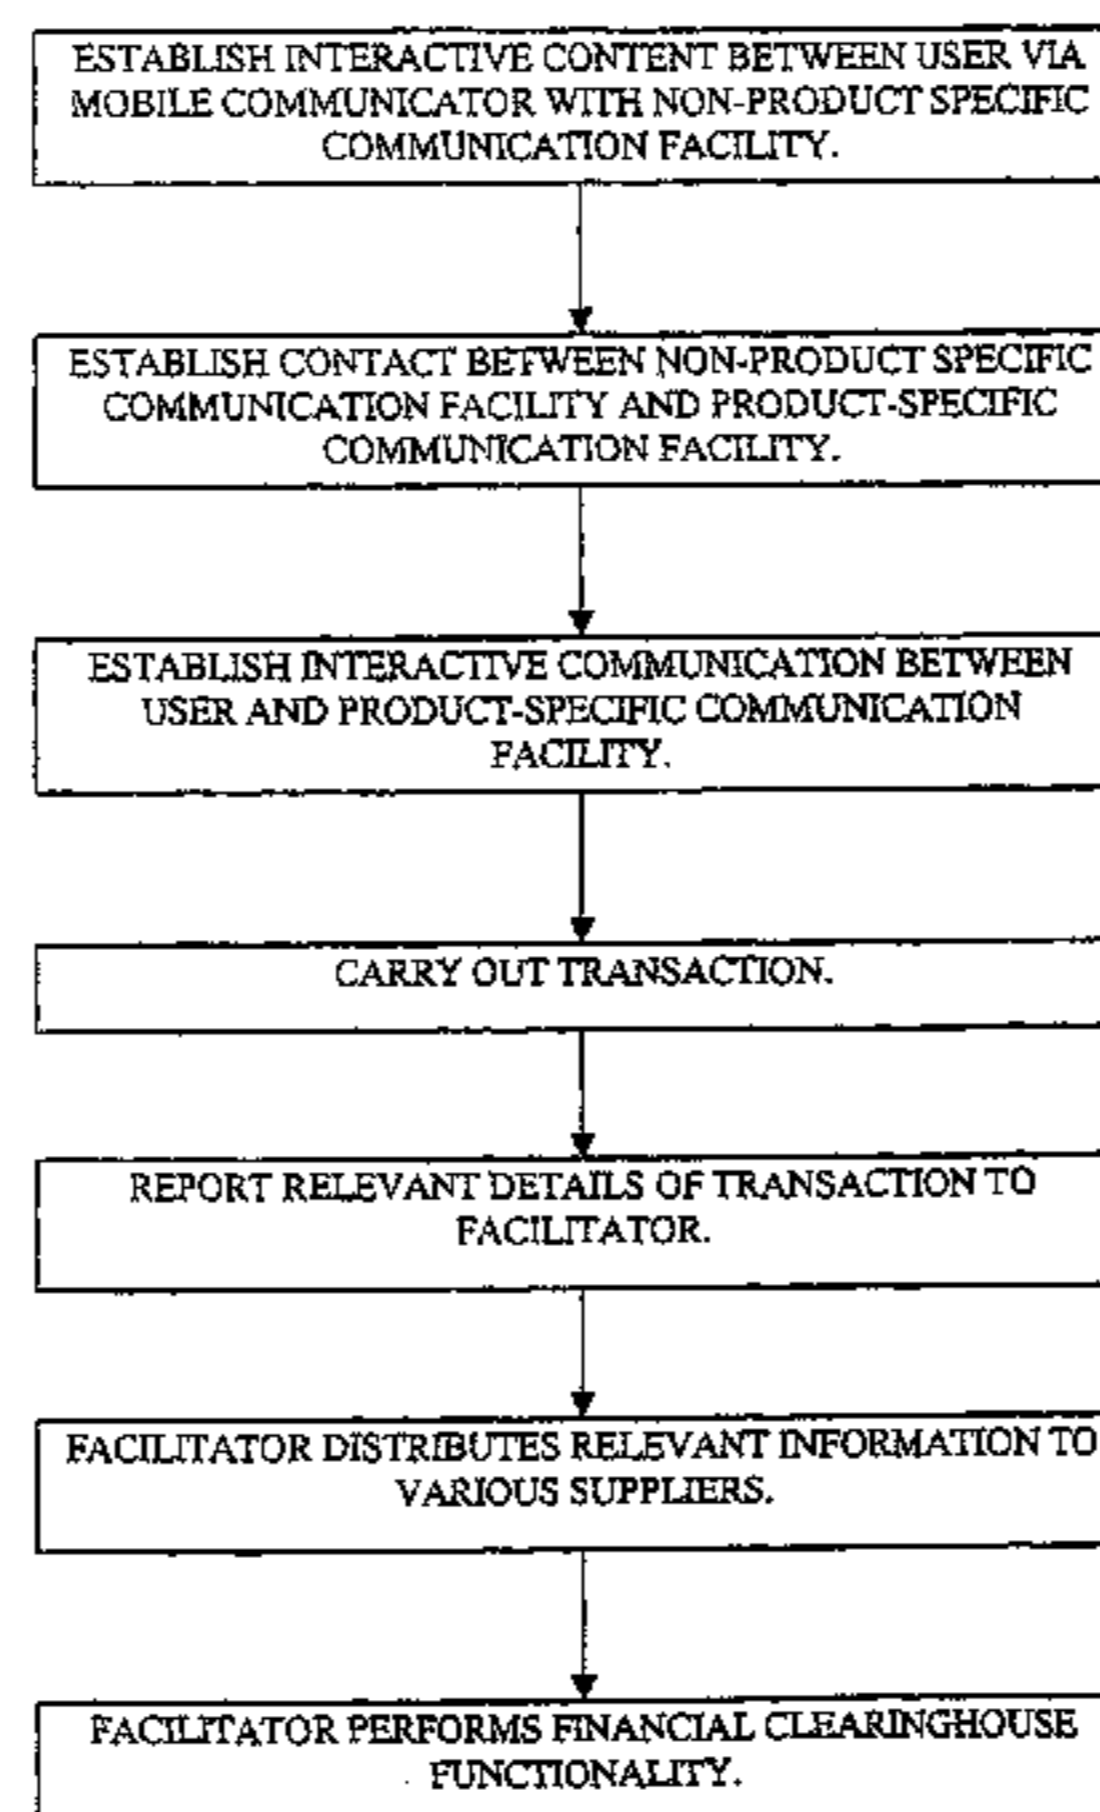 ESTABLISH INTERACTIVE CONTENT BETWEEN USER VIA
MOBILE COMMUNICATOR WITH NON-PRODUCT SPECIFIC
COMMUNICATION FACILITY.
ESTABLISH CONTACT BETWEEN NON-PRODUCT SPECIFIC
COMMUNICATION FACILITY AND PRODUCT-SPECIFIC
COMMUNICATION FACILITY.
ESTABLISH INTERACTIVE COMMUNICATION BETWEEN
USER AND PRODUCT-SPECIFIC COMMUNICATION
FACILITY.
CARRY OUT TRANSACTION.
REPORT RELEVANT DETAILS OF TRANSACTION TO
FACILITATOR.
FACILITATOR DISTRIBUTES RELEVANT INFORMATION TO
VARIOUS SUPPLIERS.
FACILITATOR PERFORMS FINANCIAL CLEARINGHOUSE
FUNCTIONALITY.